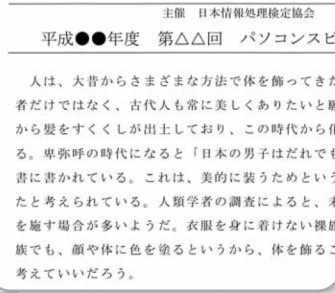 主催　日本情報処理検定協会
平成●●年度　第△△回　パソコンスピ
人は、大昔からさまざまな方法で体を飾ってきた
者だけではなく、古代人も常に美しくありたいと願
から髪をすくくしが出土しており、この時代から化
る。卑弥呼の時代になると「日本の男子はだれでも
書に書かれている。これは、美的に装うためという
たと考えられている。人類学者の調査によると、未
を施す場合が多いようだ。衣服を身に着けない裸族
族でも、顔や体に色を塗るというから、体を飾るこ
考えていいだろう。